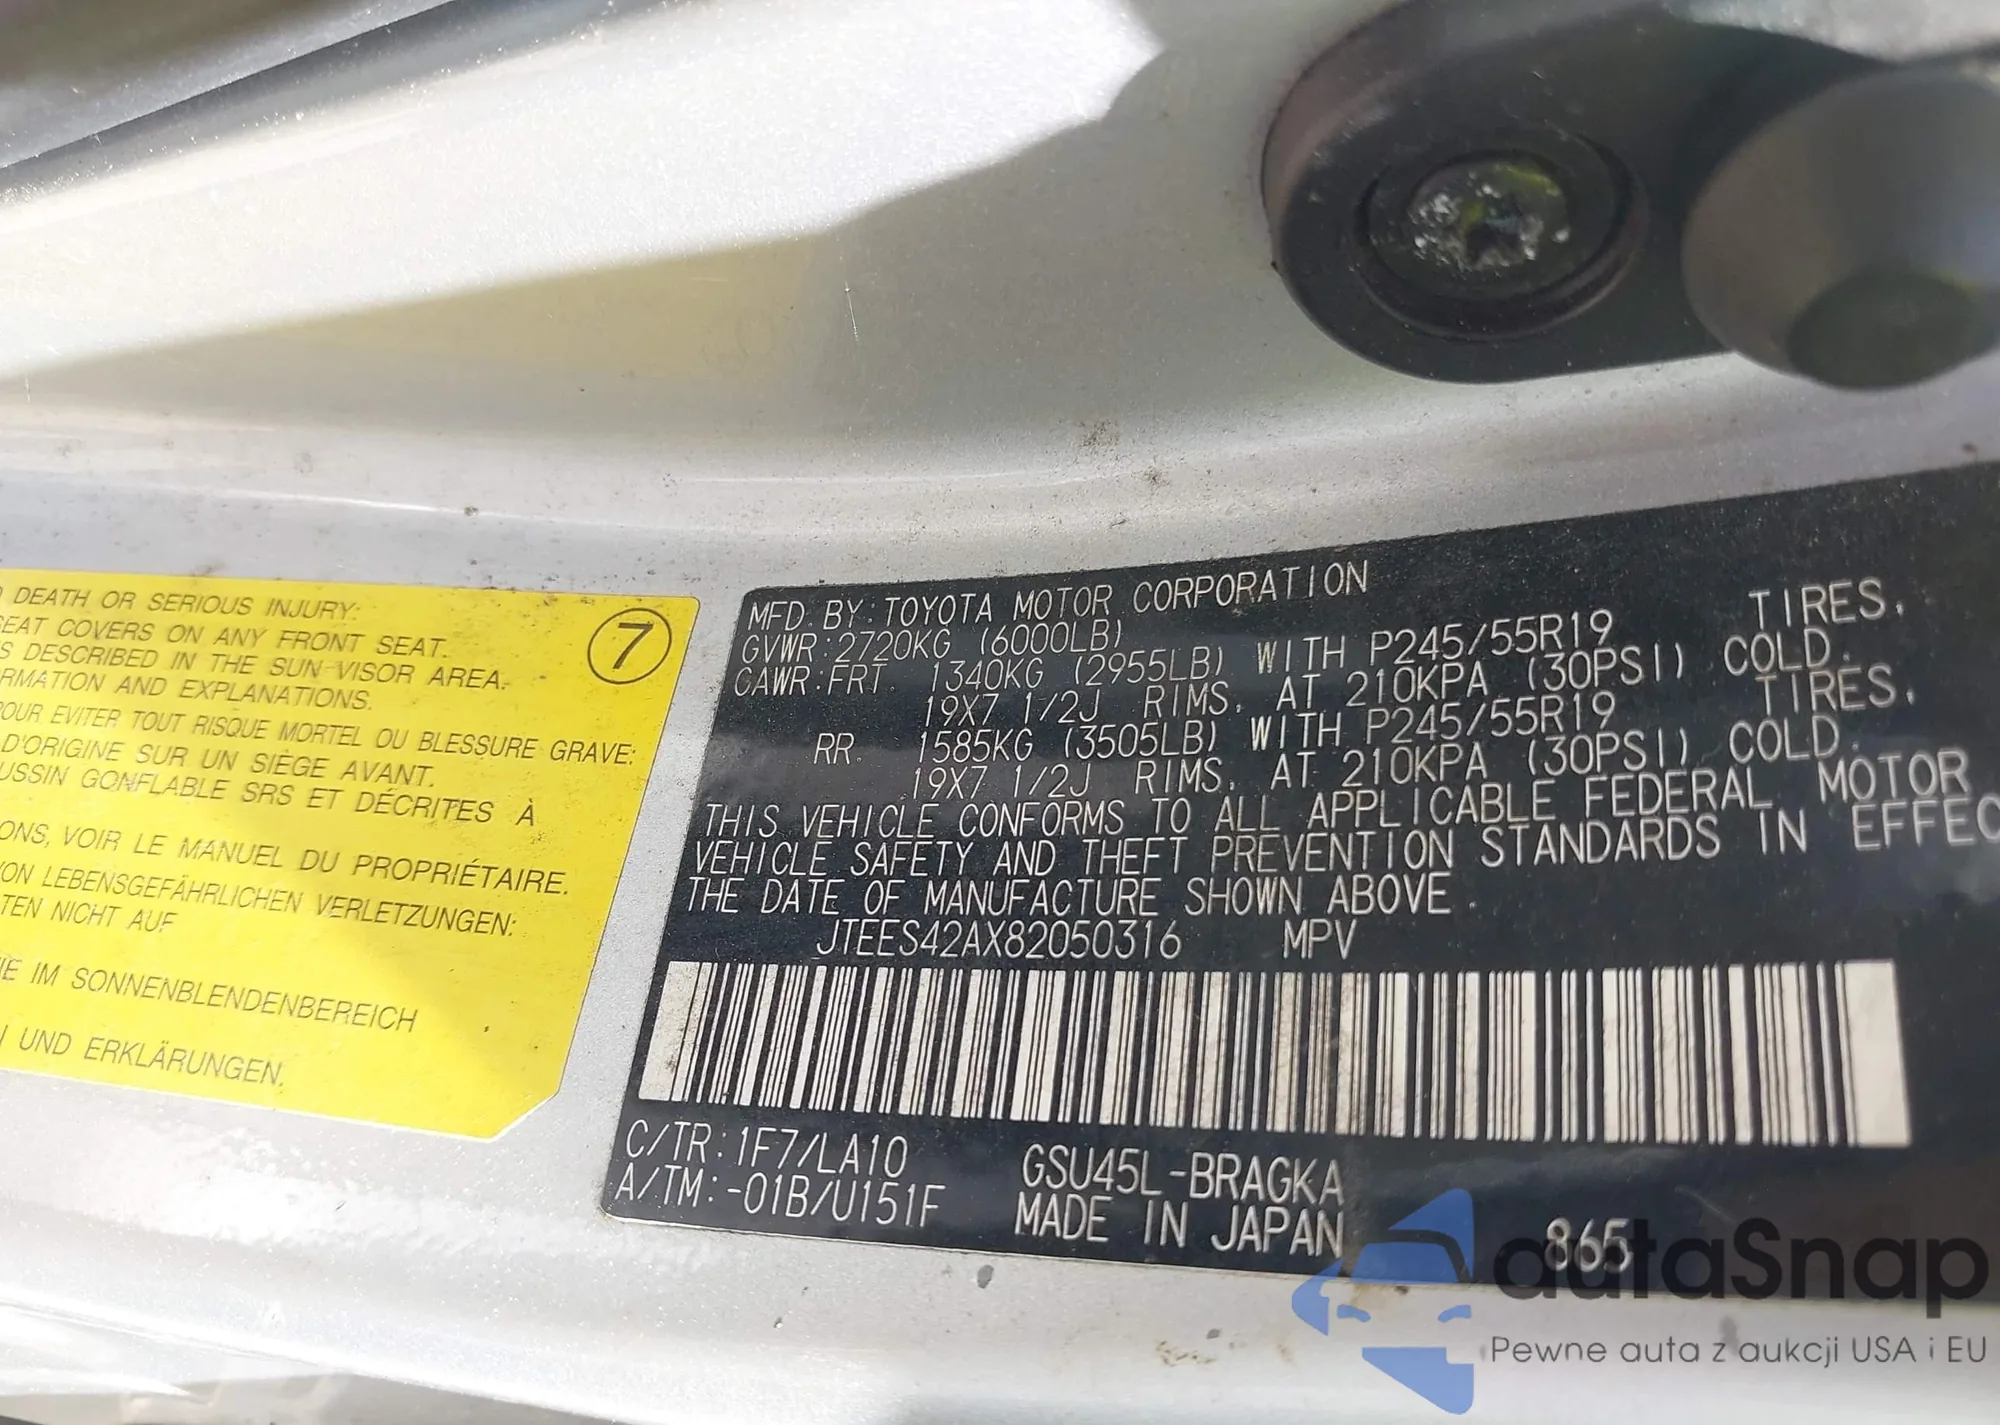 DEATH OR SERIOUS INJURY:
SEAT COVERS ON ANY FRONT SEAT.
S DESCRIBED IN THE SUN VISOR AREA.
RMATION AND EXPLANATIONS.
POUR EVITER TOUT RISQUE MORTEL OU BLESSURE GRAVE:
D'ORIGINE SUR UN SIÈGE AVANT.
USSIN GONFLABLE SRS ET DÉCRITES À
ONS, VOIR LE MANUEL DU PROPRIÉTAIRE.
VON LEBENSGEFÄHRLICHEN VERLETZUNGEN:
TEN NICHT AUF
IE IM SONNENBLENDENBEREICH
UND ERKLÄRUNGEN.
7
MFD. BY: TOYOTA MOTOR CORPORATION
GVWR: 2720KG (6000LB)
GAWR: FRT. 1340KG (2955LB) WITH P245/55R19 TIRES,
19X7 1/2J RIMS, AT 210KPA (30PSI) COLD.
RR. 1585KG (3505LB) WITH P245/55R19 TIRES,
19X7 1/2J RIMS, AT 210KPA (30PSI) COLD.
THIS VEHICLE CONFORMS TO ALL APPLICABLE FEDERAL MOTOR
VEHICLE SAFETY AND THEFT PREVENTION STANDARDS IN EFFEC
THE DATE OF MANUFACTURE SHOWN ABOVE.
JTEES42AX82050316 MPV
C/TR: 1F7/LA10 GSU45L-BRAGKA
A/TM: -01B/U151F MADE IN JAPAN 865
autaSnap
Pewne auta z aukcji USA i EU